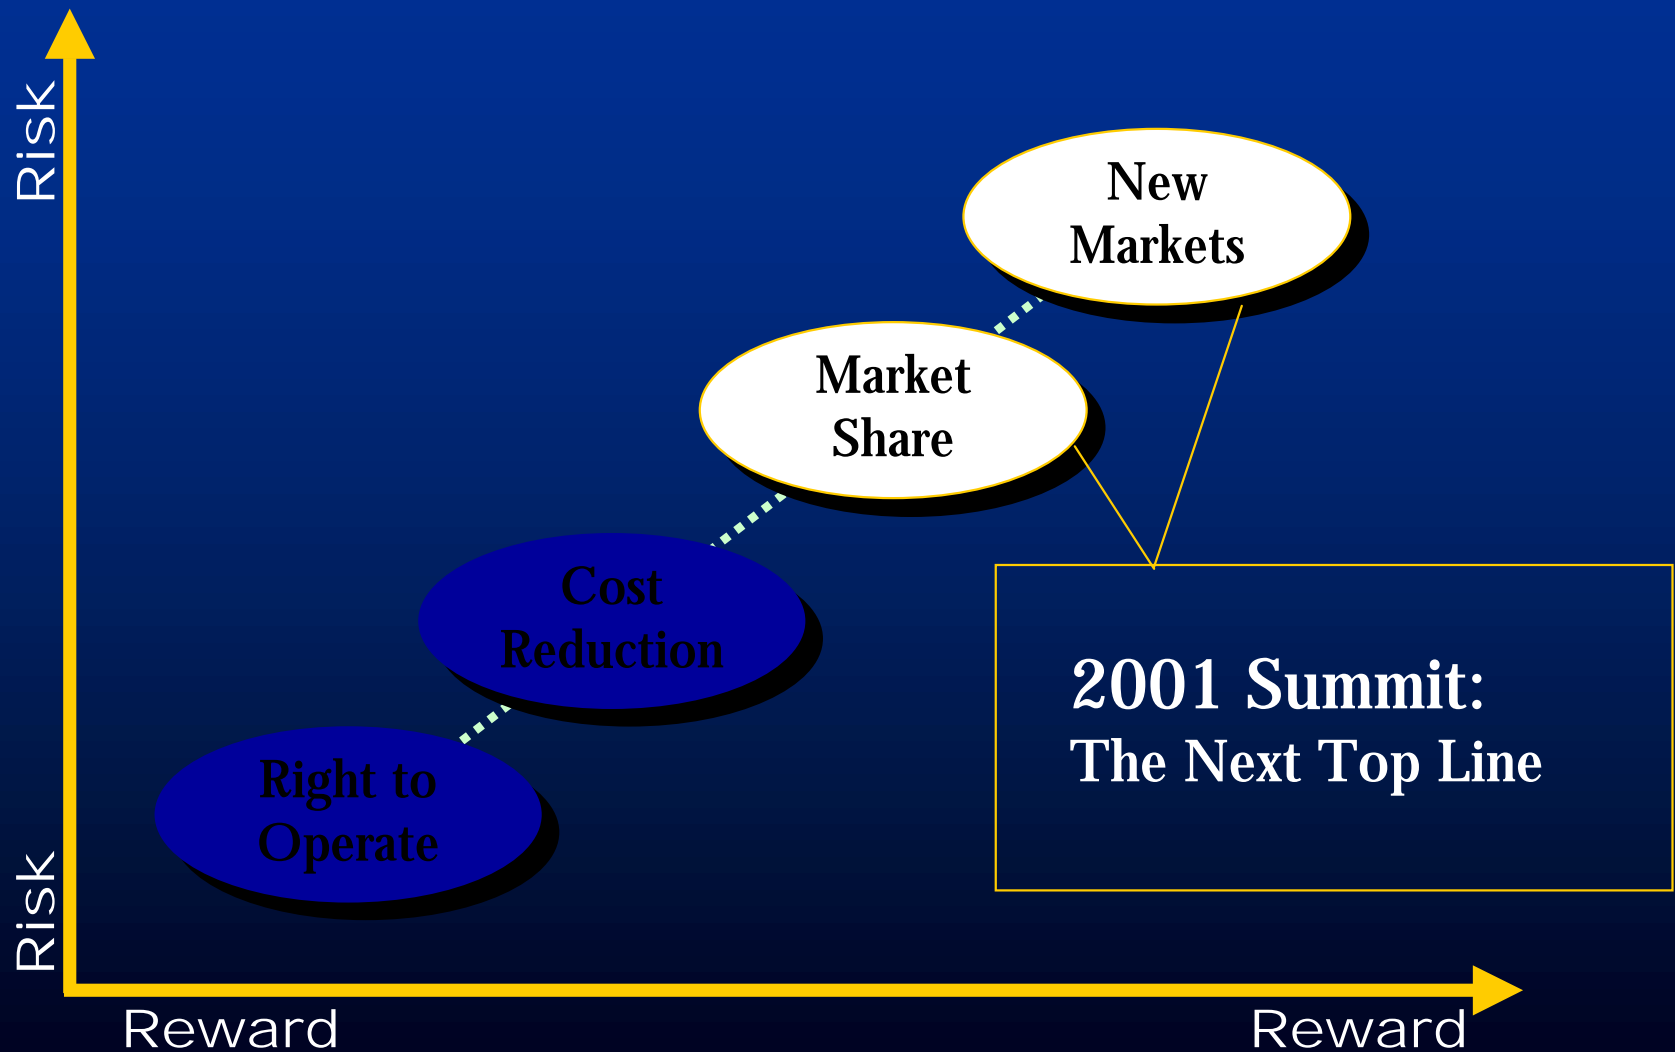 Risk
New
Markets
Market
Share
Cost
Reduction
2001 Summit:
The Next Top Line
Right to
Operate
Risk
Reward
Reward